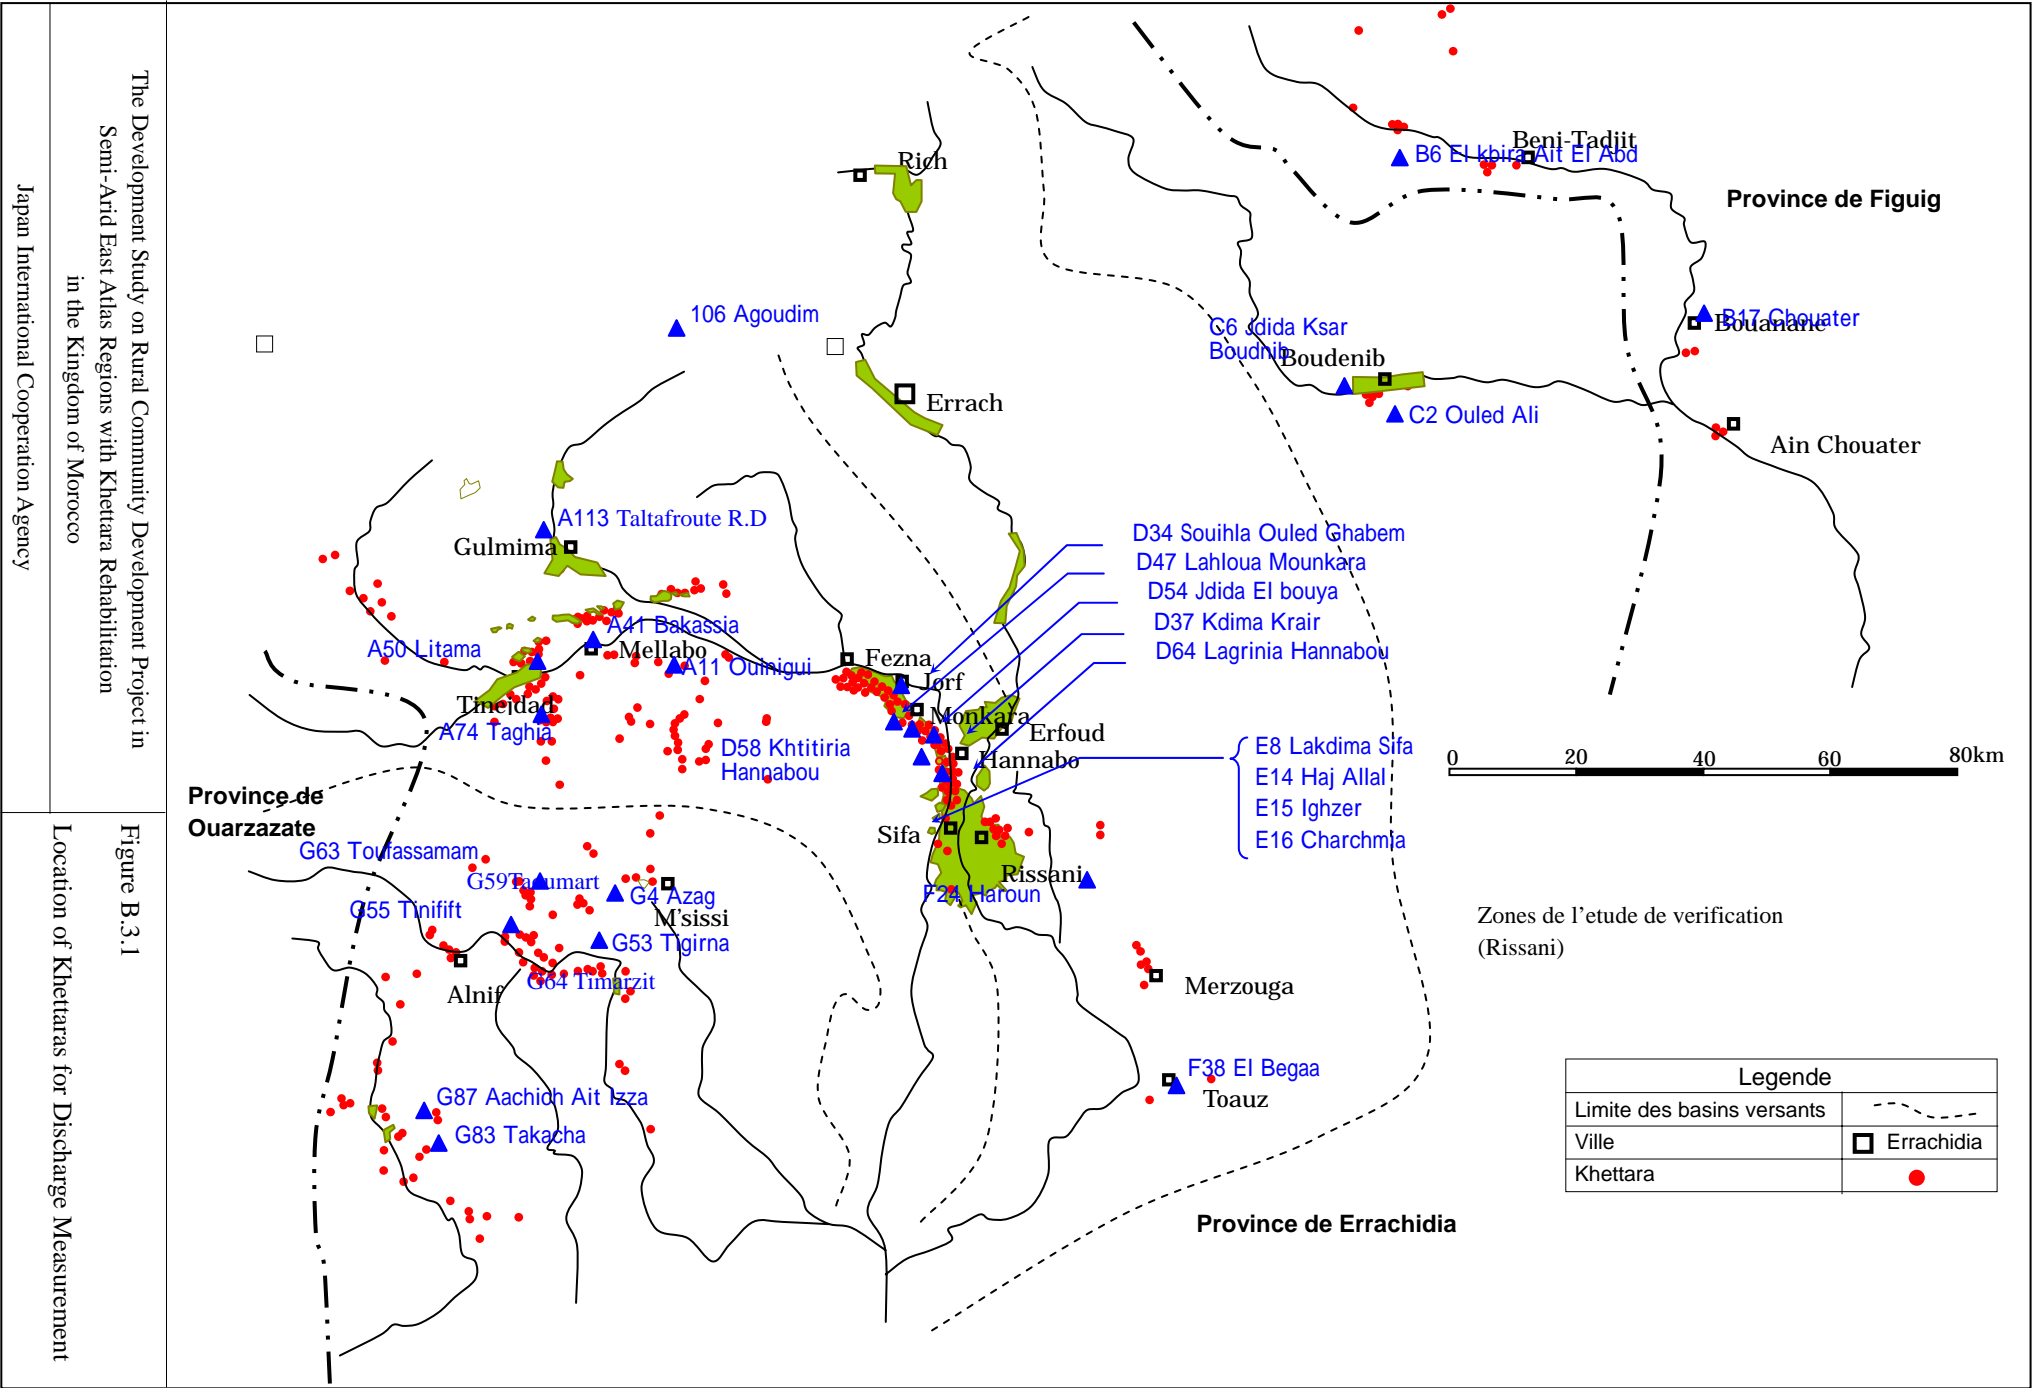 The Development Study on Rural Community Development Project in
Semi-Arid East Atlas Regions with Khettara Rehabilitation
in the Kingdom of Morocco
Japan International Cooperation Agency
Figure B.3.1
Location of Khettaras for Discharge Measurement
Rich
Beni-Tadjit
B6 El kbira Ait El Abd
Province de Figuig
106 Agoudim
C6 Jdida Ksar
Boudnib
Boudenib
B17 Chouater
Bouanane
Errach
C2 Ouled Ali
Ain Chouater
A113 Taltafroute R.D
Gulmima
D34 Souihla Ouled Ghabem
D47 Lahloua Mounkara
D54 Jdida El bouya
D37 Kdima Krair
D64 Lagrinia Hannabou
A41 Bakassia
A50 Litama
Mellabo
A11 Ouinigui
Fezna
Jorf
Tinejdad
A74 Taghia
Monkara
Erfoud
D58 Khtitiria
Hannabou
Hannabo
E8 Lakdima Sifa
E14 Haj Allal
E15 Ighzer
E16 Charchmia
0 20 40 60 80km
Province de
Ouarzazate
Sifa
G63 Toufassamam
Rissani
G59Taoumart
G4 Azag
F24 Haroun
G55 Tinifift
M'sissi
G53 Tigirna
Zones de l'etude de verification
(Rissani)
G64 Timarzit
Alnif
Merzouga
F38 El Begaa
Toauz
G87 Aachich Ait Izza
G83 Takacha
Legende
Limite des basins versants
Ville
Errachidia
Khettara
Province de Errachidia